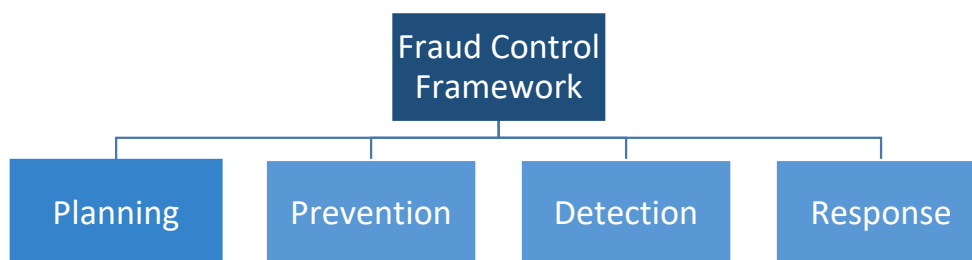 Fraud Control
Framework
Planning
Prevention
Detection
Response